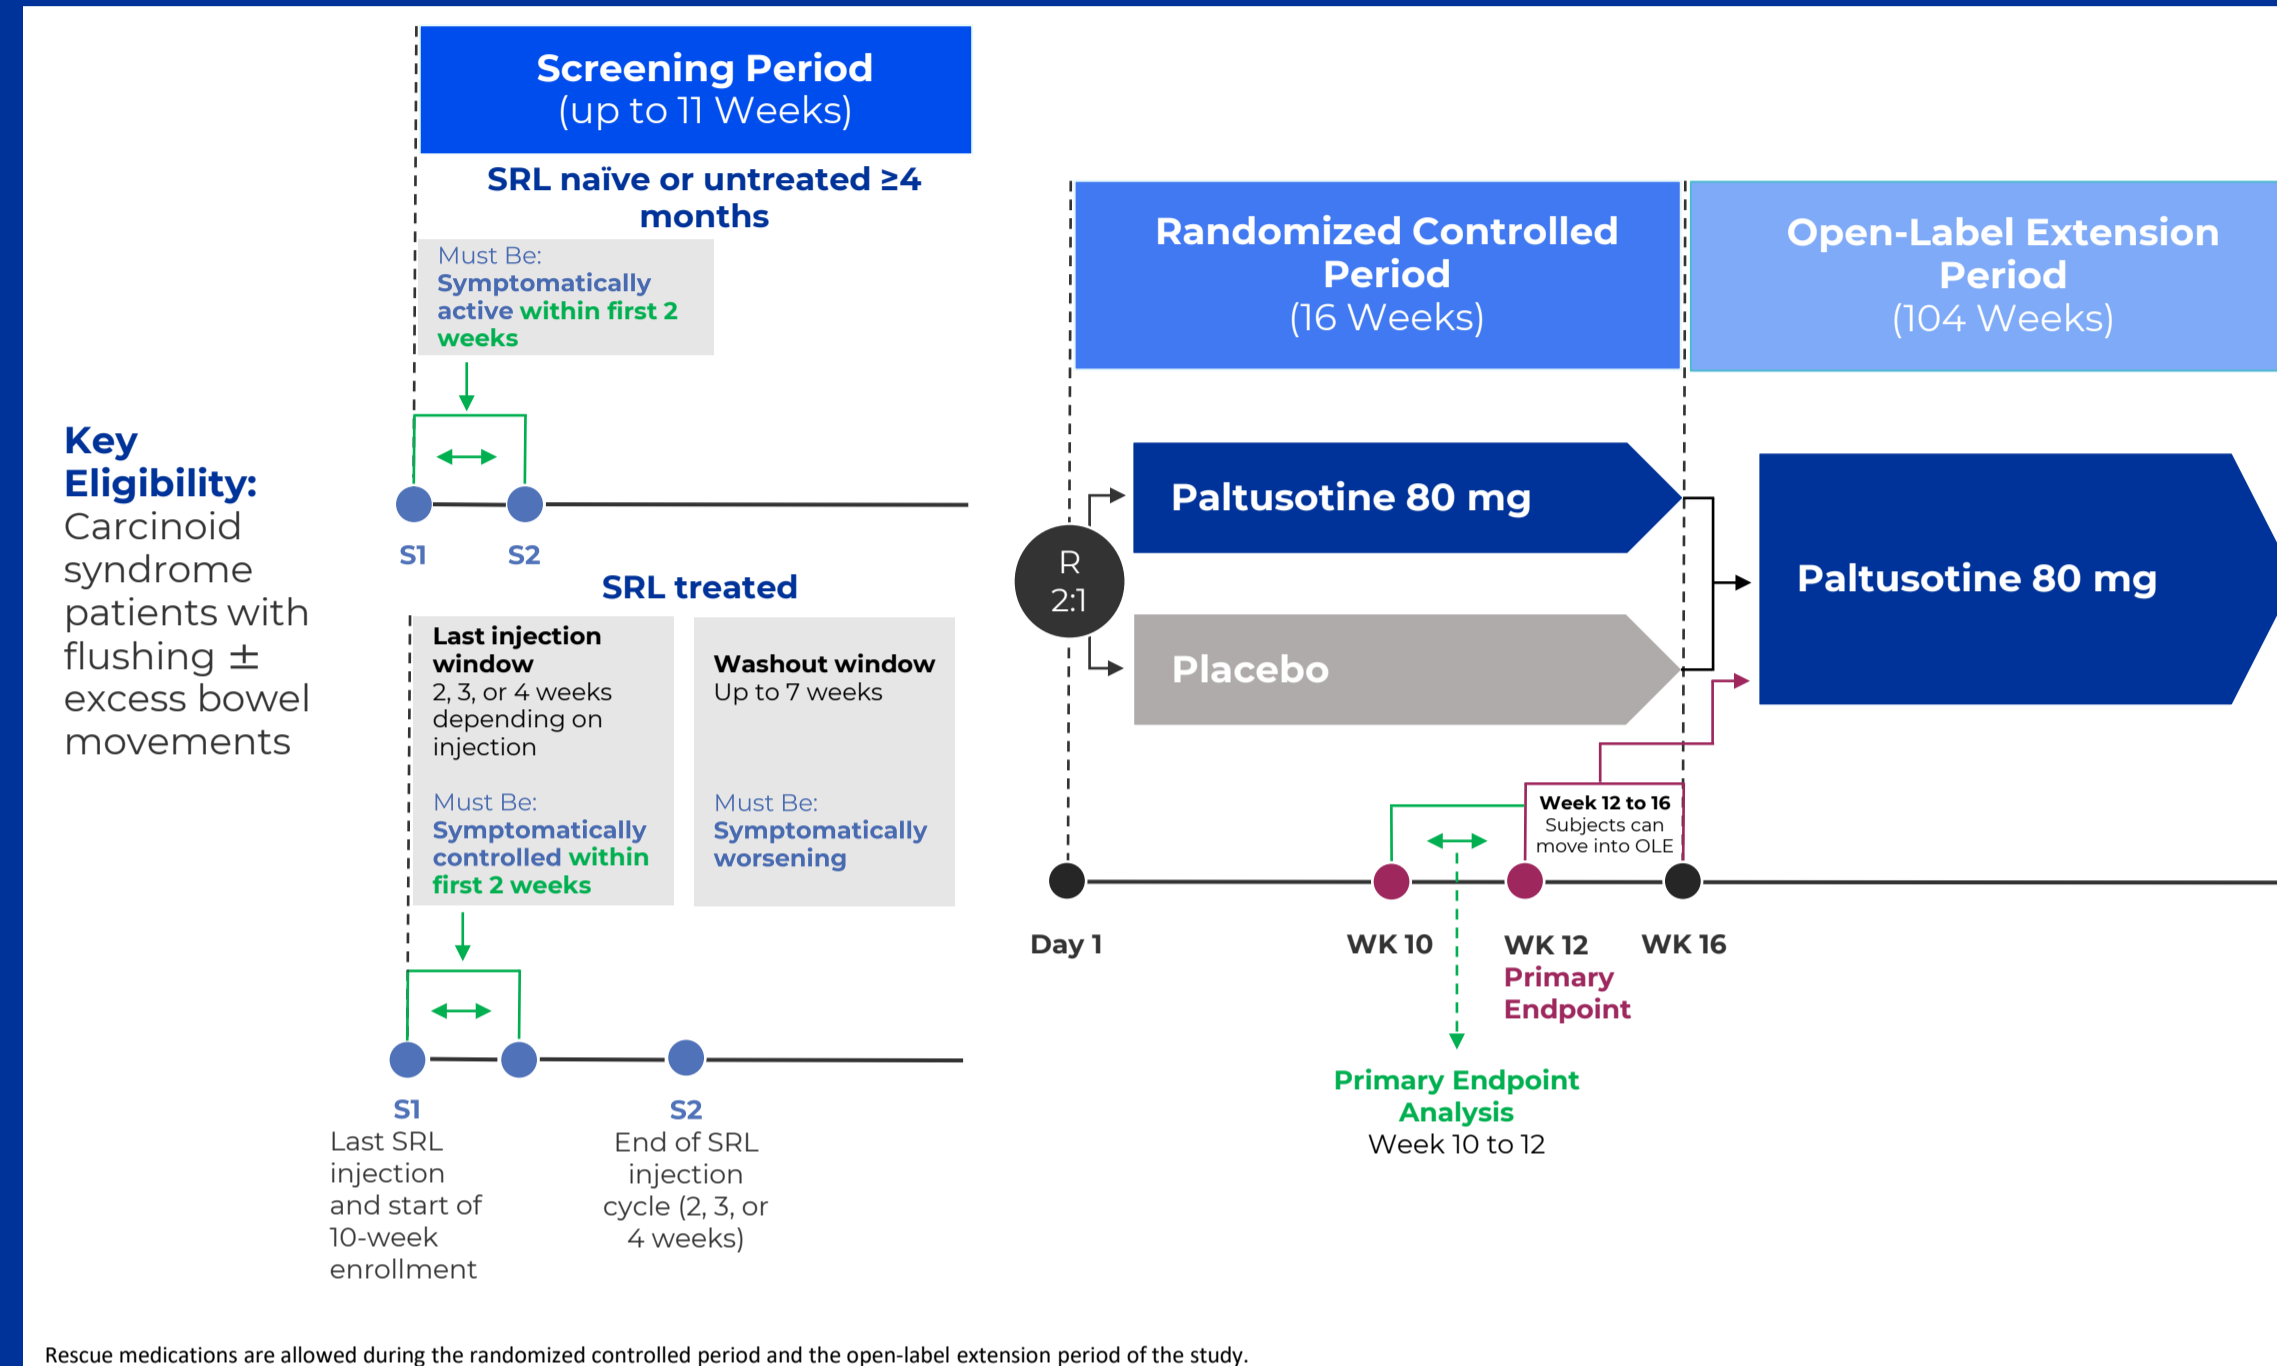 Screening Period
(up to 11 Weeks)
SRL naïve or untreated ≥4
months
Must Be:
Symptomatically
active within first 2
weeks
S1
S2
Key
Eligibility:
Carcinoid
syndrome
patients with
flushing ±
excess bowel
movements
SRL treated
Last injection
window
2, 3, or 4 weeks
depending on
injection
Must Be:
Symptomatically
controlled within
first 2 weeks
Washout window
Up to 7 weeks
Must Be:
Symptomatically
worsening
S1
Last SRL
injection
and start of
10-week
enrollment
S2
End of SRL
injection
cycle (2, 3, or
4 weeks)
Randomized Controlled
Period
(16 Weeks)
Open-Label Extension
Period
(104 Weeks)
R
2:1
Paltusotine 80 mg
Placebo
Paltusotine 80 mg
Week 12 to 16
Subjects can
move into OLE
Day 1
WK 10
WK 12
Primary
Endpoint
WK 16
Primary Endpoint
Analysis
Week 10 to 12
Rescue medications are allowed during the randomized controlled period and the open-label extension period of the study.